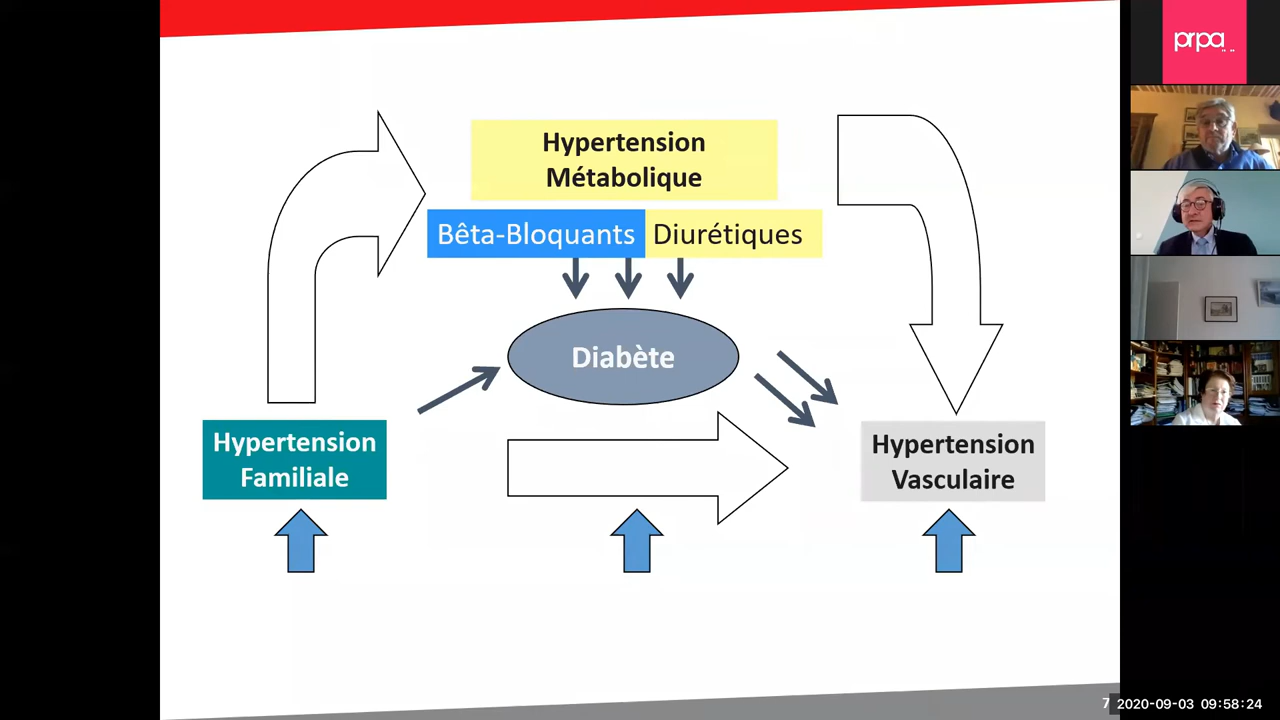 prpa
Hypertension
Métabolique
Bêta-Bloquants
Diurétiques
Diabète
Hypertension
Familiale
Hypertension
Vasculaire
7
2020-09-03 09:58:24